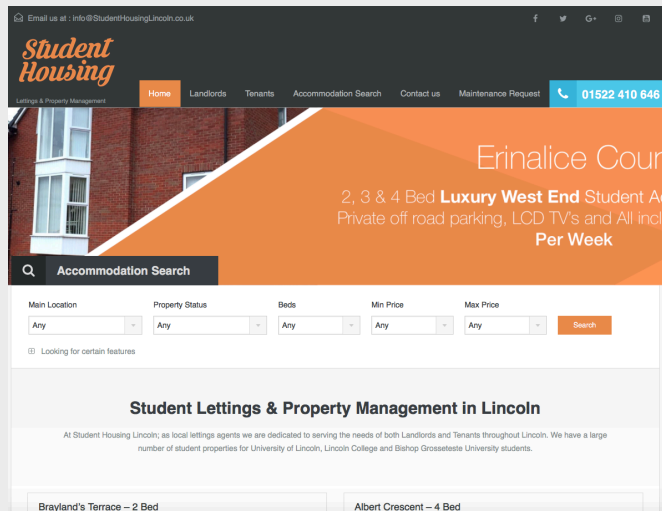 Email us at : info@StudentHousingLincoln.co.uk
Student
Housing
Lettings & Property Management
Home Landlords Tenants Accommodation Search Contact us Maintenance Request 01522 410 646
Erinalice Cour
2, 3 & 4 Bed Luxury West End Student Ac
Private off road parking, LCD TV's and All incl
Per Week
Accommodation Search
Main Location Property Status Beds Min Price Max Price
Any Any Any Any Any Search
Looking for certain features
Student Lettings & Property Management in Lincoln
At Student Housing Lincoln; as local lettings agents we are dedicated to serving the needs of both Landlords and Tenants throughout Lincoln. We have a large
number of student properties for University of Lincoln, Lincoln College and Bishop Grosseteste University students.
Brayland's Terrace – 2 Bed Albert Crescent – 4 Bed